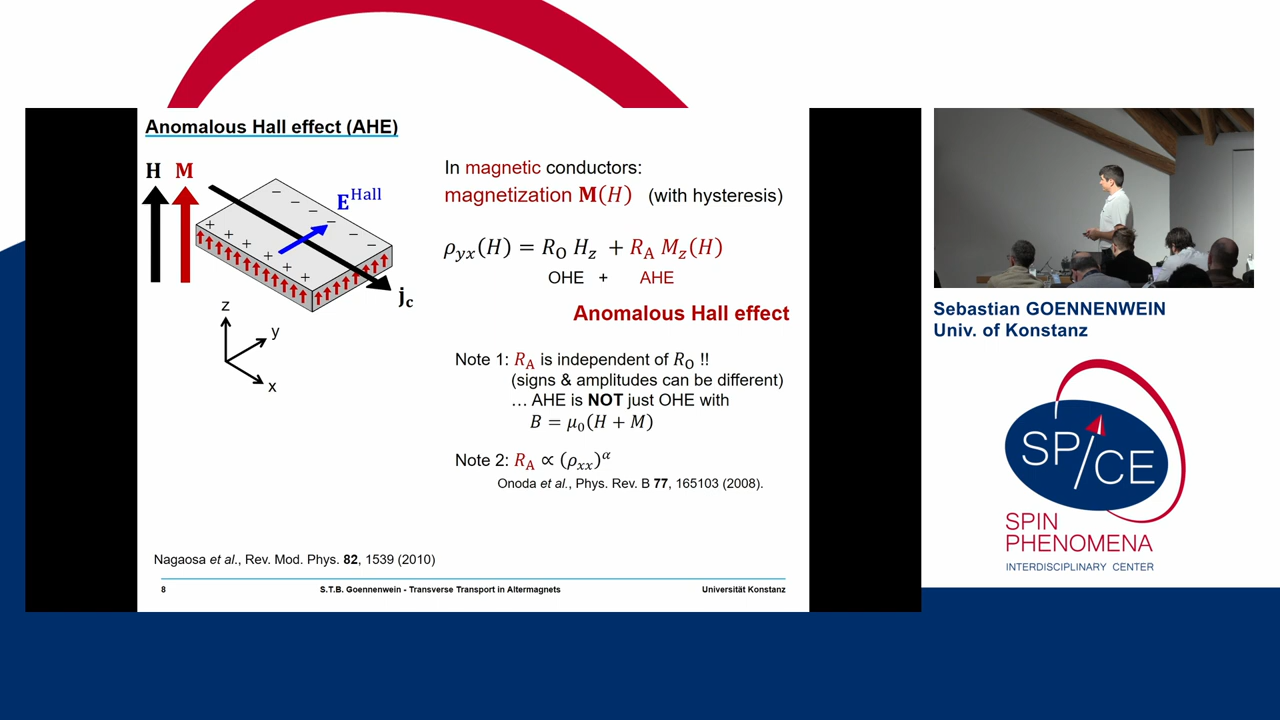 Anomalous Hall effect (AHE)
H M
E^Hall
− − − − − −
+ + + + + +
j_c
z
y
x
In magnetic conductors:
magnetization M(H) (with hysteresis)
ρ_yx(H) = R_O H_z + R_A M_z(H)
OHE + AHE
Anomalous Hall effect
Note 1: R_A is independent of R_O !!
(signs & amplitudes can be different)
… AHE is NOT just OHE with
B = μ_0(H + M)
Note 2: R_A ∝ (ρ_xx)^α
Onoda et al., Phys. Rev. B 77, 165103 (2008).
Nagaosa et al., Rev. Mod. Phys. 82, 1539 (2010)
8 S.T.B. Goennenwein - Transverse Transport in Altermagnets Universität Konstanz
Sebastian GOENNENWEIN
Univ. of Konstanz
SP/CE
SPIN
PHENOMENA
INTERDISCIPLINARY CENTER